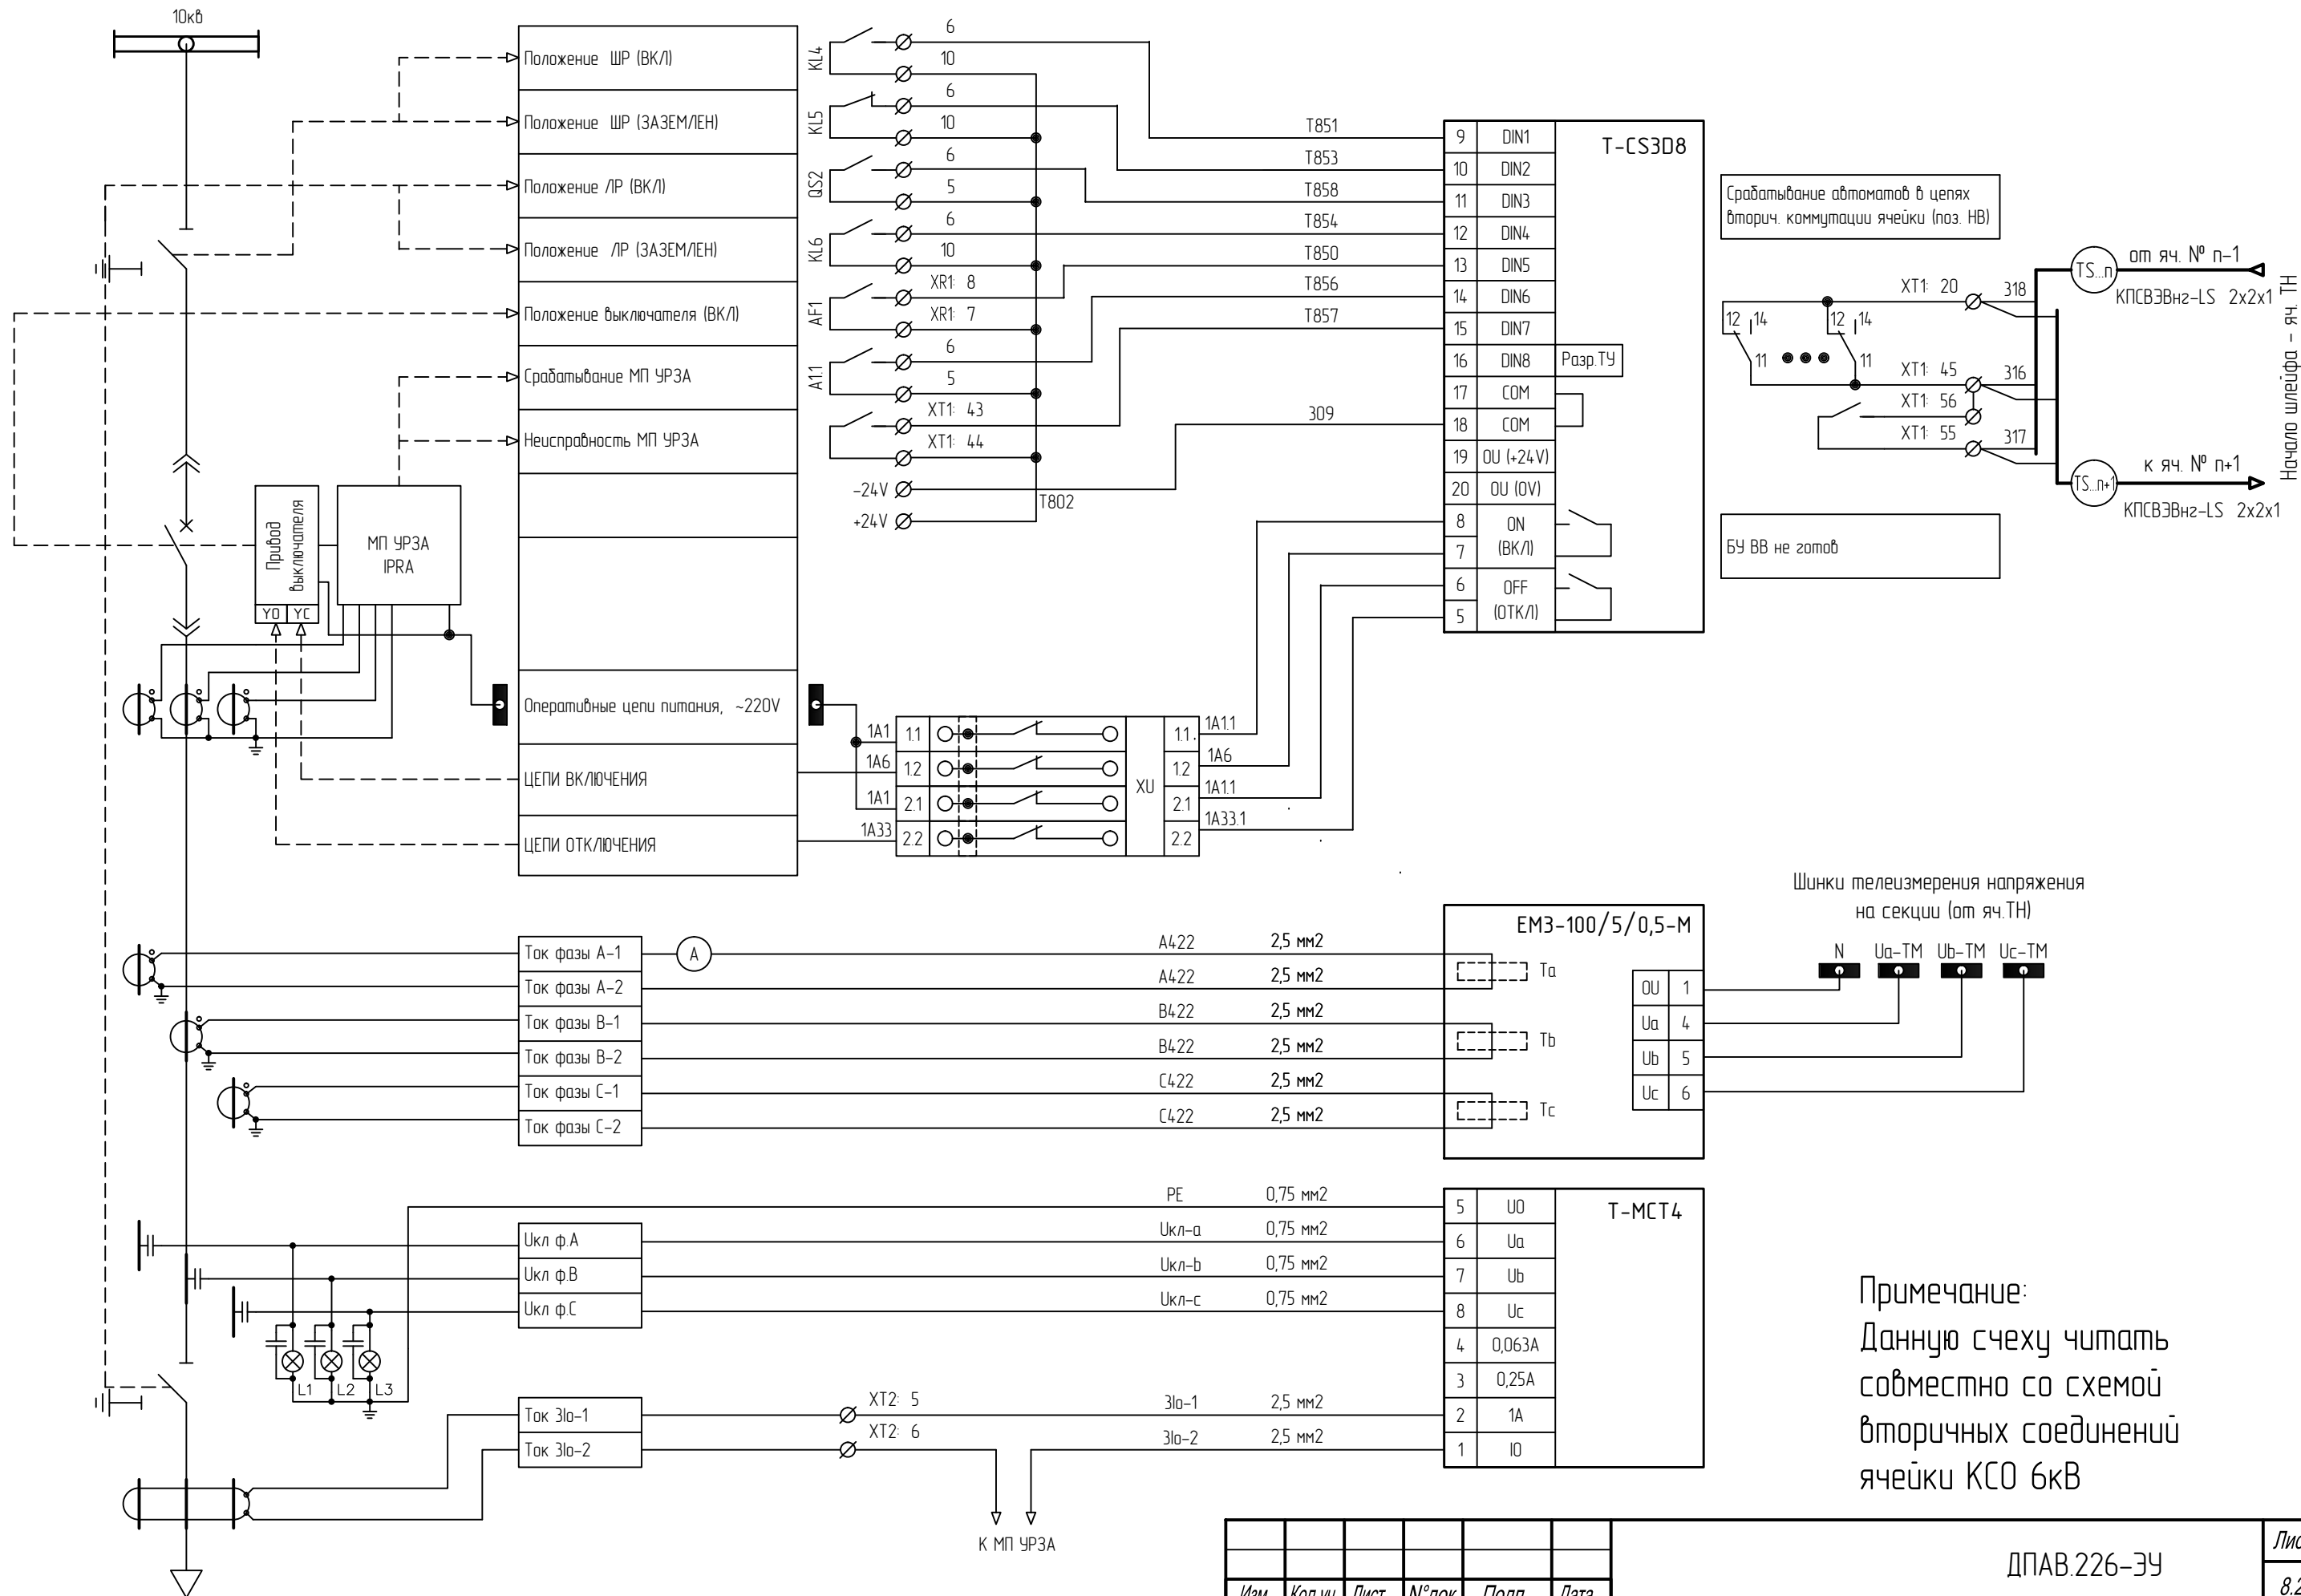 10кв
Положение ШР (ВКЛ)
Положение ШР (ЗАЗЕМЛЕН)
Положение ЛР (ВКЛ)
Положение ЛР (ЗАЗЕМЛЕН)
Положение выключателя (ВКЛ)
Срабатывание МП УРЗА
Неисправность МП УРЗА
Оперативные цепи питания, ~220V
ЦЕПИ ВКЛЮЧЕНИЯ
ЦЕПИ ОТКЛЮЧЕНИЯ
Привод
выключателя
YO YC
МП УРЗА
IPRA
KL4
6
10
KL5
6
10
QS2
6
5
KL6
6
10
AF1
XR1: 8
XR1: 7
A1.1
6
5
XT1: 43
XT1: 44
-24V
+24V
T802
T851
T853
T858
T854
T850
T856
T857
309
T-CS3D8
9 DIN1
10 DIN2
11 DIN3
12 DIN4
13 DIN5
14 DIN6
15 DIN7
16 DIN8 Разр.ТУ
17 COM
18 COM
19 OU (+24V)
20 OU (0V)
8 ON
7 (ВКЛ)
6 OFF
5 (ОТКЛ)
Срабатывание автоматов в цепях
вторич. коммутации ячейки (поз. НВ)
12 14
11
12 14
11
XT1: 20
318
XT1: 45
316
XT1: 56
XT1: 55
317
TS...n
от яч. № n-1
КПСВЭВнг-LS 2х2х1
TS...n+1
к яч. № n+1
КПСВЭВнг-LS 2х2х1
Начало шлейфа - яч. ТН
БУ ВВ не готов
1A1 1.1 1.1. 1A1.1
1A6 1.2 1.2 1A6
XU
1A1 2.1 2.1 1A1.1
1A33 2.2 2.2 1A33.1
Ток фазы А-1
A
A422 2,5 мм2
Ток фазы А-2
A422 2,5 мм2
Ток фазы В-1
B422 2,5 мм2
Ток фазы В-2
B422 2,5 мм2
Ток фазы С-1
C422 2,5 мм2
Ток фазы С-2
C422 2,5 мм2
ЕМ3-100/5/0,5-М
Ta
Tb
Tc
OU 1
Ua 4
Ub 5
Uc 6
Шинки телеизмерения напряжения
на секции (от яч.ТН)
N Ua-TM Ub-TM Uc-TM
PE 0,75 мм2
Uкл ф.А
Uкл-a 0,75 мм2
Uкл ф.В
Uкл-b 0,75 мм2
Uкл ф.С
Uкл-c 0,75 мм2
L1 L2 L3
T-MCT4
5 U0
6 Ua
7 Ub
8 Uc
4 0,063A
3 0,25A
2 1A
1 I0
Ток 3Io-1
XT2: 5
3Io-1 2,5 мм2
Ток 3Io-2
XT2: 6
3Io-2 2,5 мм2
К МП УРЗА
Примечание:
Данную счеху читать
совместно со схемой
вторичных соединений
ячейки КСО 6кВ
ДПАВ.226-ЭУ